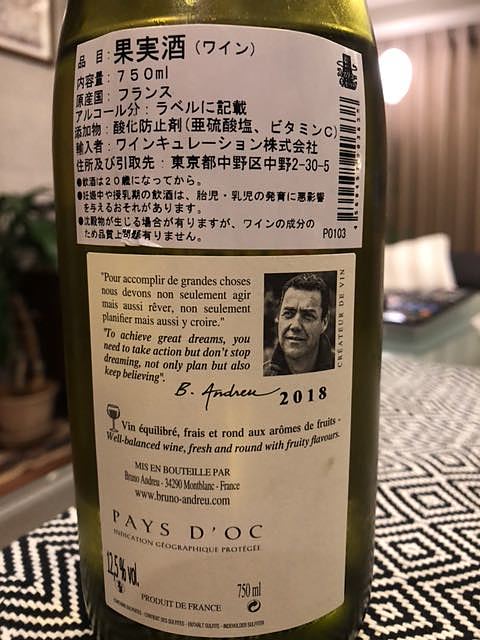 品 目：果実酒（ワイン）
内容量：750ml
原産国：フランス
アルコール分：ラベルに記載
添加物：酸化防止剤(亜硫酸塩、ビタミンC)
輸入者：ワインキュレーション株式会社
住所及び引取先：東京都中野区中野2-30-5
●飲酒は20歳になってから。
●妊娠中や授乳期の飲酒は、胎児・乳児の発育に悪影響
を与えるおそれがあります。
●沈殿物が生じる場合が有りますが、ワインの成分の
ため品質上問題有りません。
P0103
"Pour accomplir de grandes choses
nous devons non seulement agir
mais aussi rêver, non seulement
planifier mais aussi y croire."
"To achieve great dreams, you
need to take action but don't stop
dreaming, not only plan but also
keep believing".
CRÉATEUR DE VIN
B. Andreu 2018
Vin équilibré, frais et rond aux arômes de fruits -
Well-balanced wine, fresh and round with fruity flavours.
MIS EN BOUTEILLE PAR
Bruno Andreu - 34290 Montblanc - France
www.bruno-andreu.com
PAYS D'OC
INDICATION GÉOGRAPHIQUE PROTÉGÉE
12,5% vol.
750 ml
PRODUIT DE FRANCE
CONTIENT DES SULFITES - ENTHÄLT SULFITE - INDEHOLDER SULFITTER